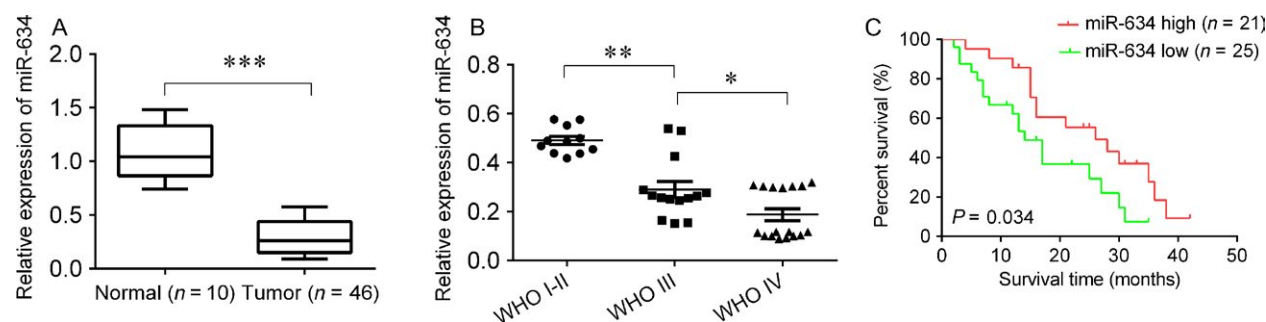 A
Relative expression of miR-634
2.0
1.5
1.0
0.5
0.0
***
Normal (n = 10) Tumor (n = 46)
B
Relative expression of miR-634
0.8
0.6
0.4
0.2
0.0
**
*
WHO I-II
WHO III
WHO IV
C
miR-634 high (n = 21)
miR-634 low (n = 25)
Percent survival (%)
100
80
60
40
20
0
P = 0.034
0 10 20 30 40 50
Survival time (months)